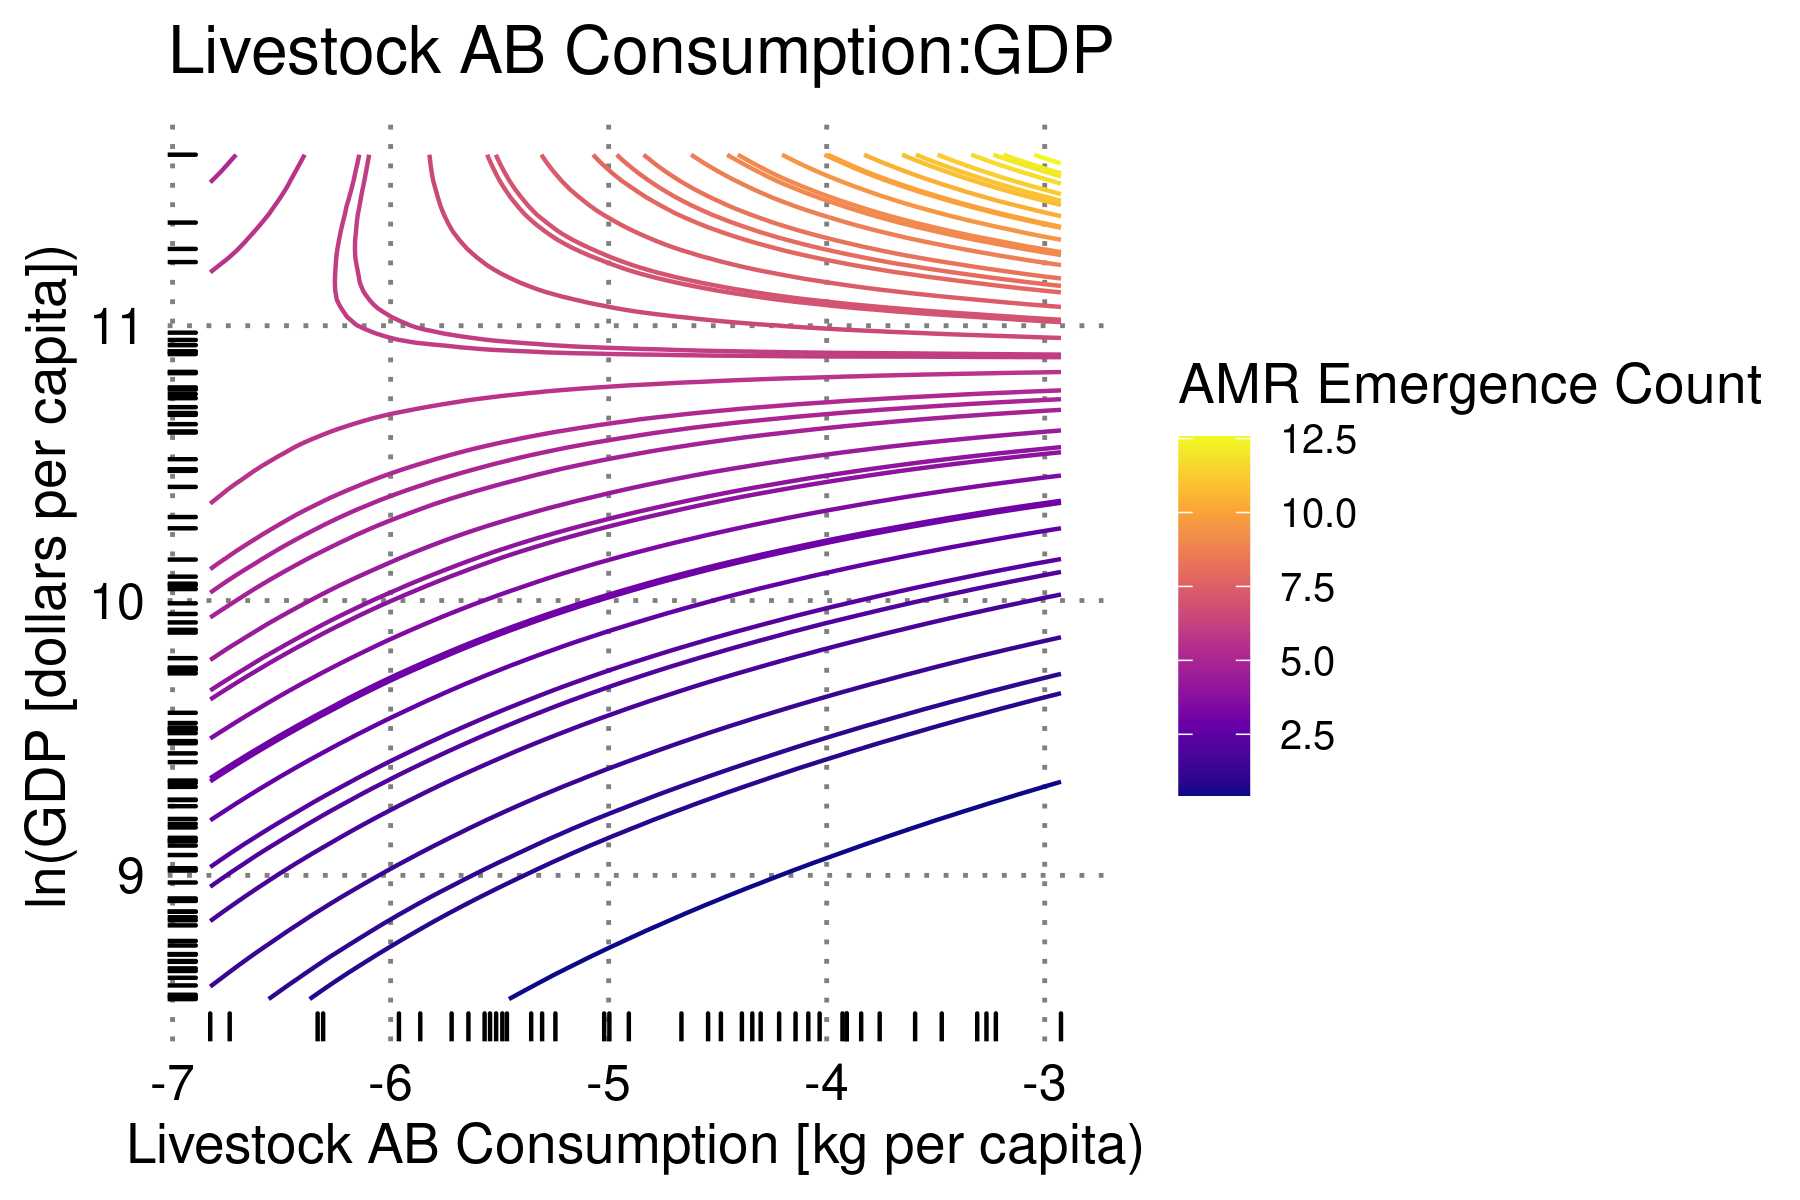 Livestock AB Consumption:GDP
ln(GDP [dollars per capita])
11
10
9
-7 -6 -5 -4 -3
Livestock AB Consumption [kg per capita)
AMR Emergence Count
12.5
10.0
7.5
5.0
2.5